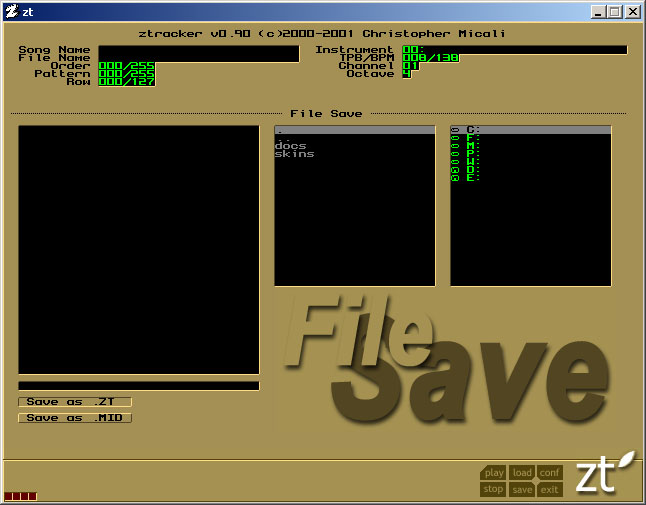 zt
ztracker v0.90 (c)2000-2001 Christopher Micali
Song Name
File Name
Order 000/255
Pattern 000/255
Row 000/127
Instrument 00:
TPB/BPM 008/138
Channel 01
Octave 4
File Save
.
..
docs
skins
C:
F:
M:
P:
W:
D:
E:
File
Save
Save as .ZT
Save as .MID
play load conf
stop save exit
zt